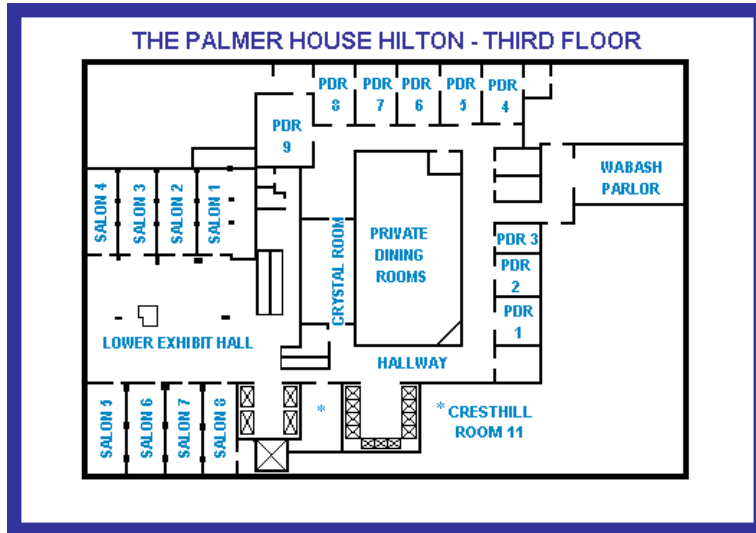 THE PALMER HOUSE HILTON - THIRD FLOOR
PDR
8
PDR
7
PDR
6
PDR
5
PDR
4
PDR
9
WABASH
PARLOR
SALON 4
SALON 3
SALON 2
SALON 1
CRYSTAL ROOM
PRIVATE
DINING
ROOMS
PDR 3
PDR
2
PDR
1
LOWER EXHIBIT HALL
HALLWAY
SALON 5
SALON 6
SALON 7
SALON 8
*
* CRESTHILL
ROOM 11